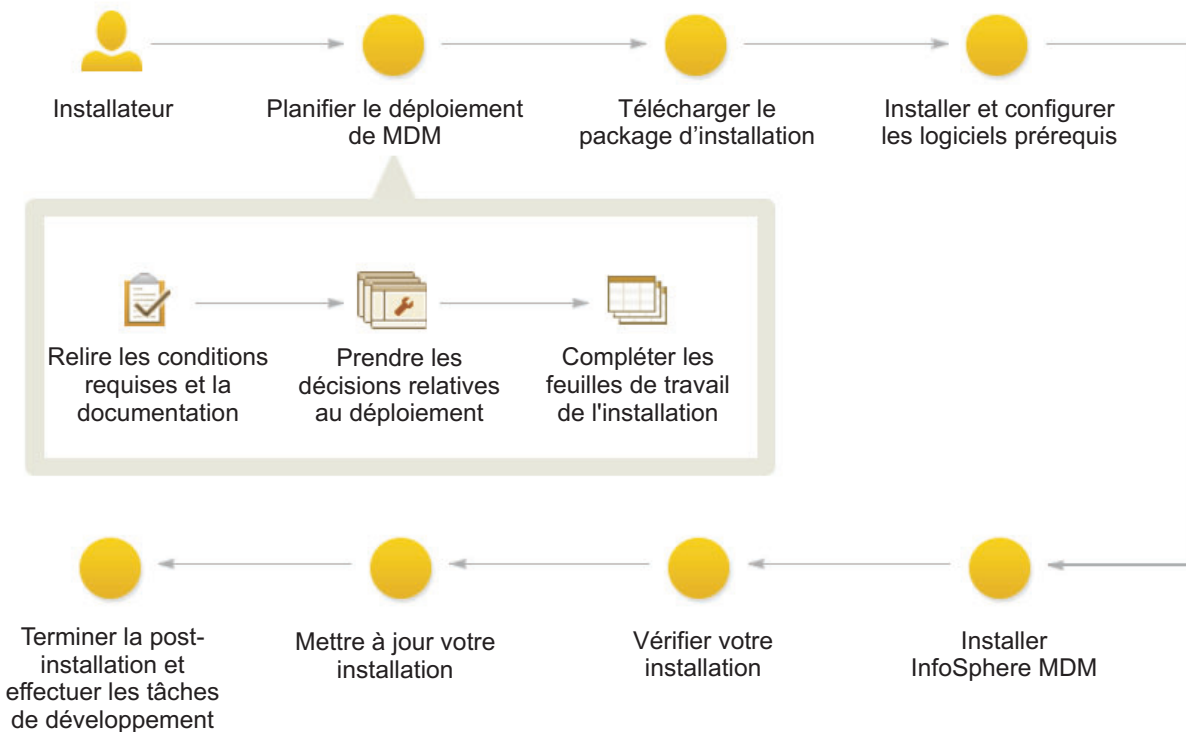 Installateur
Planifier le déploiement
de MDM
Télécharger le
package d’installation
Installer et configurer
les logiciels prérequis
Relire les conditions
requises et la
documentation
Prendre les
décisions relatives
au déploiement
Compléter les
feuilles de travail
de l'installation
Terminer la post-
installation et
effectuer les tâches
de développement
Mettre à jour votre
installation
Vérifier votre
installation
Installer
InfoSphere MDM